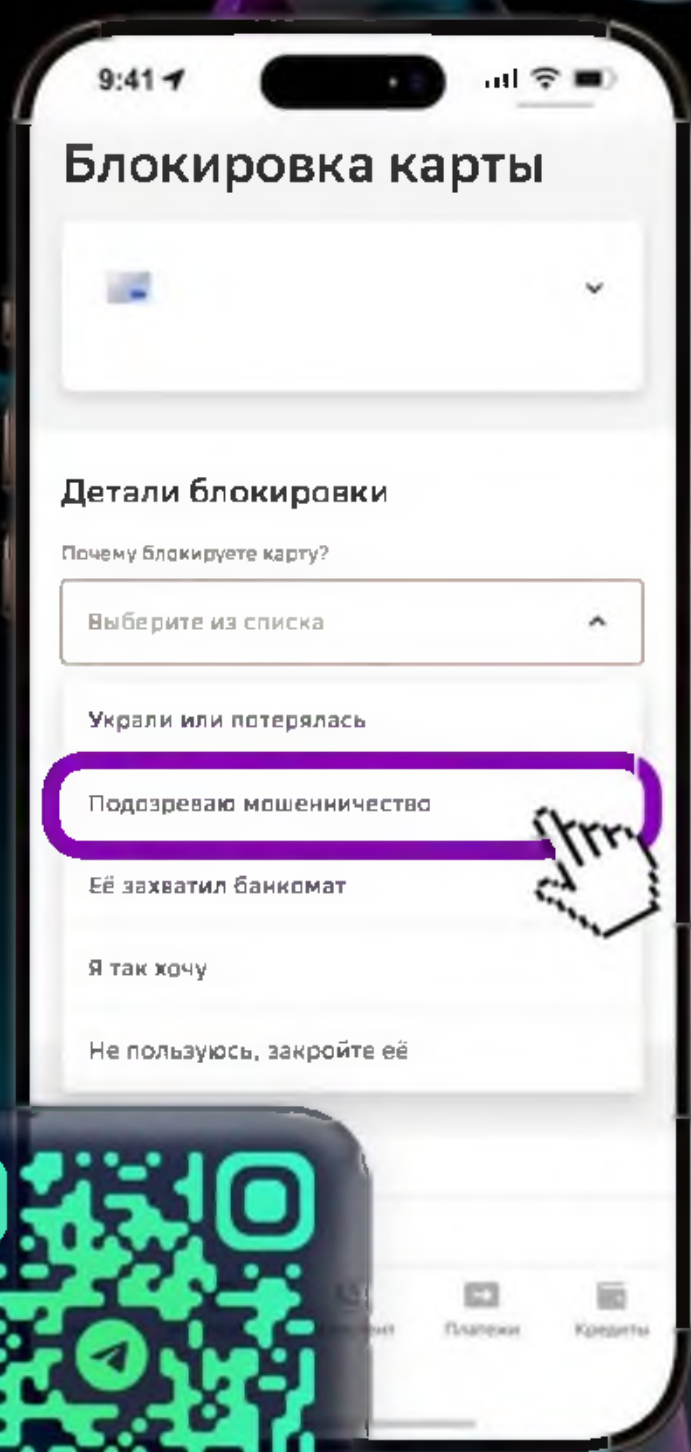 9:41
Блокировка карты
Детали блокировки
Почему блокируете карту?
Выберите из списка
Украли или потерялась
Подозреваю мошенничество
Её захватил банкомат
Я так хочу
Не пользуюсь, закройте её
Платежи Кредиты